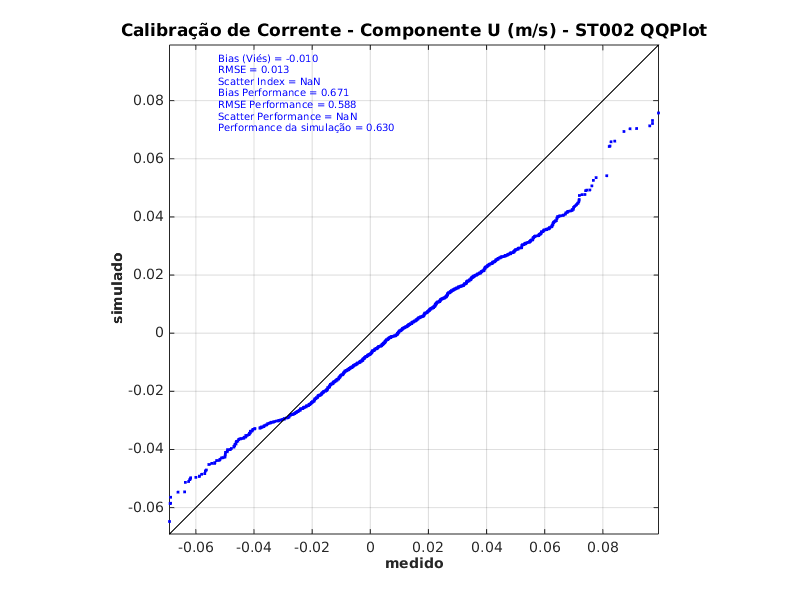 Calibração de Corrente - Componente U (m/s) - ST002 QQPlot
Bias (Viés) = -0.010
RMSE = 0.013
Scatter Index = NaN
Bias Performance = 0.671
RMSE Performance = 0.588
Scatter Performance = NaN
Performance da simulação = 0.630
0.08
0.06
0.04
0.02
0
-0.02
-0.04
-0.06
simulado
-0.06 -0.04 -0.02 0 0.02 0.04 0.06 0.08
medido